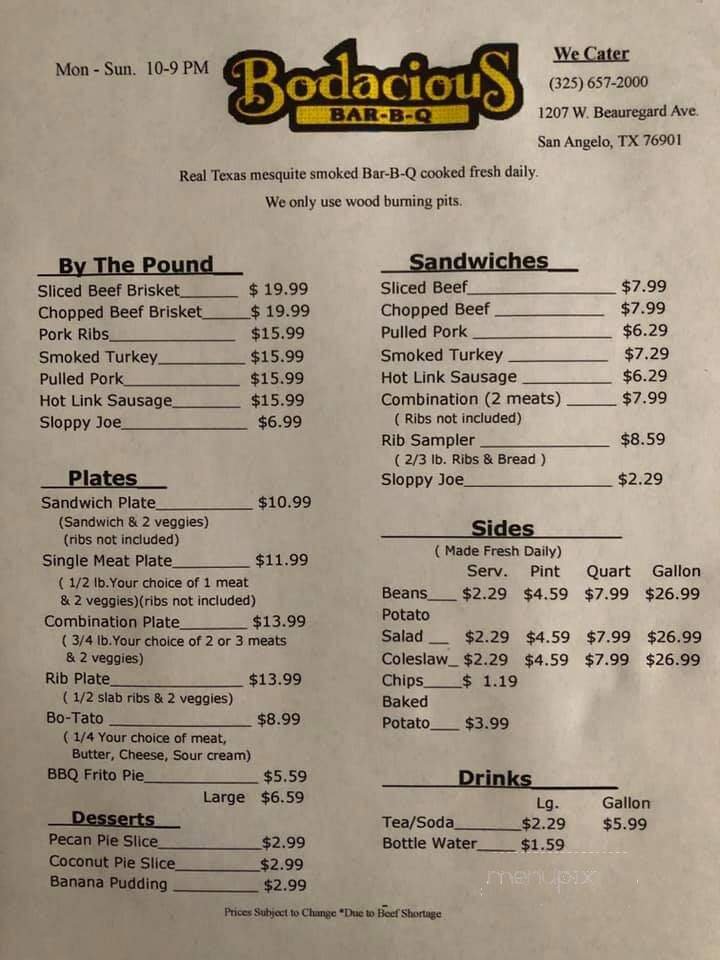 Mon - Sun. 10-9 PM
Bodacious
BAR-B-Q
We Cater
(325) 657-2000
1207 W. Beauregard Ave.
San Angelo, TX 76901
Real Texas mesquite smoked Bar-B-Q cooked fresh daily.
We only use wood burning pits.
By The Pound
Sliced Beef Brisket $ 19.99
Chopped Beef Brisket $ 19.99
Pork Ribs $15.99
Smoked Turkey $15.99
Pulled Pork $15.99
Hot Link Sausage $15.99
Sloppy Joe $6.99
Plates
Sandwich Plate $10.99
(Sandwich & 2 veggies)
(ribs not included)
Single Meat Plate $11.99
( 1/2 lb.Your choice of 1 meat
& 2 veggies)(ribs not included)
Combination Plate $13.99
( 3/4 lb.Your choice of 2 or 3 meats
& 2 veggies)
Rib Plate $13.99
( 1/2 slab ribs & 2 veggies)
Bo-Tato $8.99
( 1/4 Your choice of meat,
Butter, Cheese, Sour cream)
BBQ Frito Pie $5.59
Large $6.59
Desserts
Pecan Pie Slice $2.99
Coconut Pie Slice $2.99
Banana Pudding $2.99
Sandwiches
Sliced Beef $7.99
Chopped Beef $7.99
Pulled Pork $6.29
Smoked Turkey $7.29
Hot Link Sausage $6.29
Combination (2 meats) $7.99
( Ribs not included)
Rib Sampler $8.59
( 2/3 lb. Ribs & Bread )
Sloppy Joe $2.29
Sides
( Made Fresh Daily)
Serv. Pint Quart Gallon
Beans $2.29 $4.59 $7.99 $26.99
Potato
Salad $2.29 $4.59 $7.99 $26.99
Coleslaw $2.29 $4.59 $7.99 $26.99
Chips $ 1.19
Baked
Potato $3.99
Drinks
Lg. Gallon
Tea/Soda $2.29 $5.99
Bottle Water $1.59
menupix
Prices Subject to Change *Due to Beef Shortage